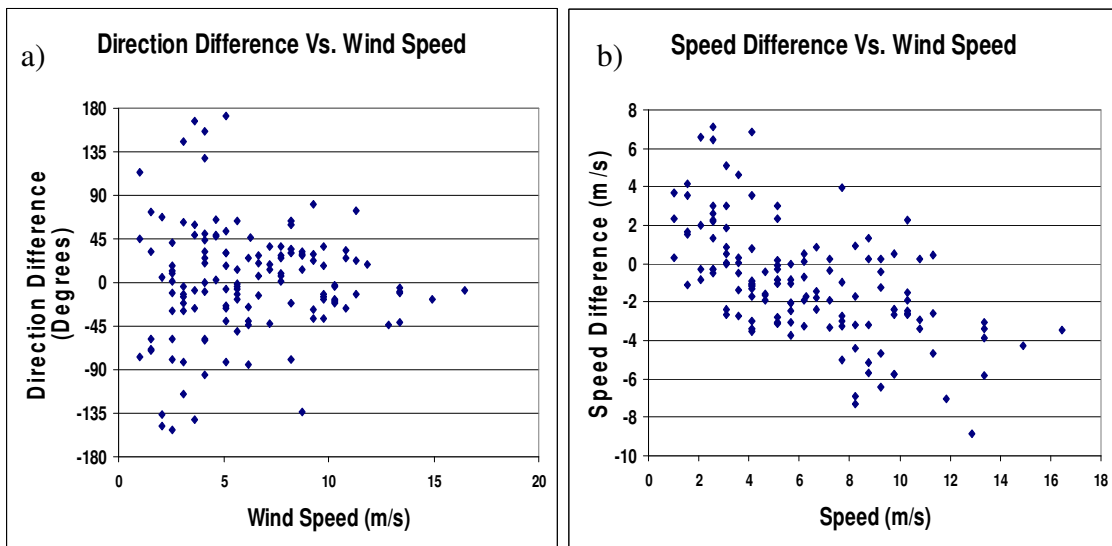 a)
Direction Difference Vs. Wind Speed
Direction Difference
(Degrees)
180
135
90
45
0
-45
-90
-135
-180
0 5 10 15 20
Wind Speed (m/s)
b)
Speed Difference Vs. Wind Speed
Speed Difference (m/s)
8
6
4
2
0
-2
-4
-6
-8
-10
0 2 4 6 8 10 12 14 16 18
Speed (m/s)